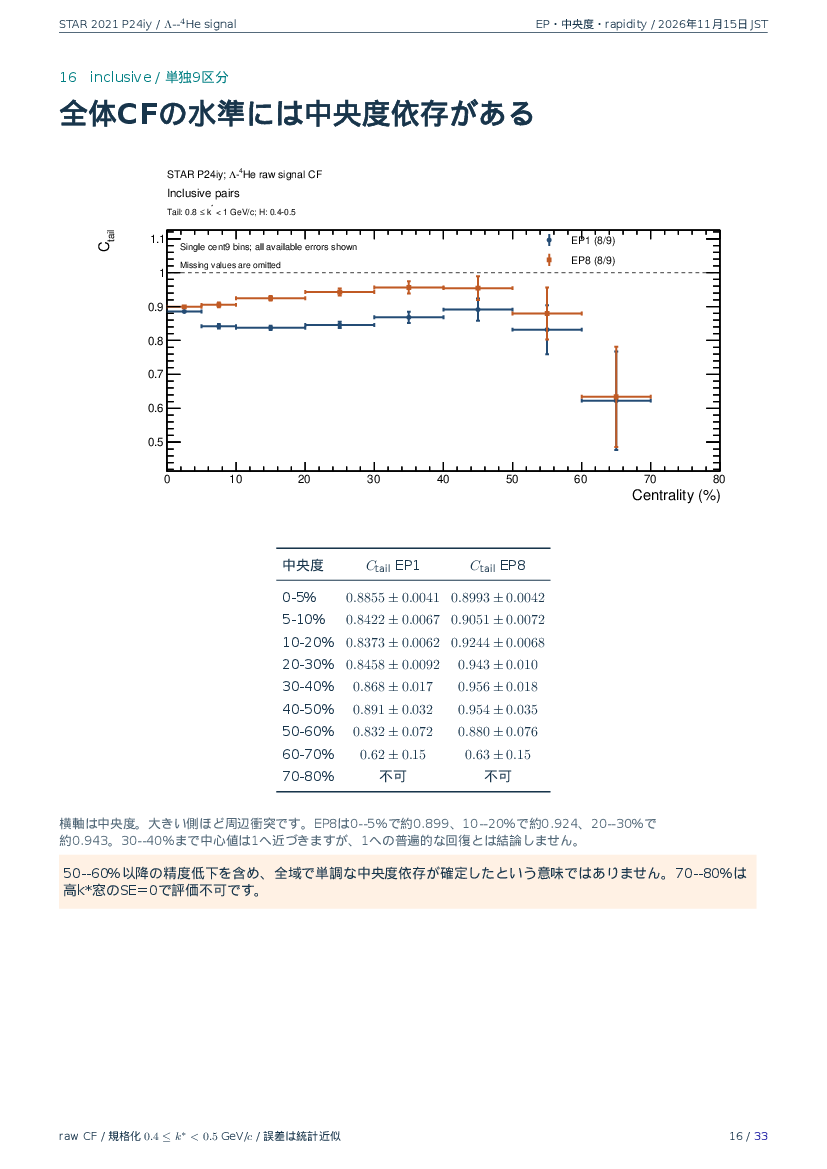 STAR 2021 P24iy / Λ--⁴He signal
EP・中央度・rapidity / 2026年11月15日 JST
16 inclusive / 単独9区分
全体CFの水準には中央度依存がある
STAR P24iy; Λ-⁴He raw signal CF
Inclusive pairs
Tail: 0.8 ≤ k* < 1 GeV/c; H: 0.4-0.5
C_tail
Single cent9 bins; all available errors shown
Missing values are omitted
EP1 (8/9)
EP8 (8/9)
1.1
1
0.9
0.8
0.7
0.6
0.5
0 10 20 30 40 50 60 70 80
Centrality (%)
中央度 C_tail EP1 C_tail EP8
0-5% 0.8855 ± 0.0041 0.8993 ± 0.0042
5-10% 0.8422 ± 0.0067 0.9051 ± 0.0072
10-20% 0.8373 ± 0.0062 0.9244 ± 0.0068
20-30% 0.8458 ± 0.0092 0.943 ± 0.010
30-40% 0.868 ± 0.017 0.956 ± 0.018
40-50% 0.891 ± 0.032 0.954 ± 0.035
50-60% 0.832 ± 0.072 0.880 ± 0.076
60-70% 0.62 ± 0.15 0.63 ± 0.15
70-80% 不可 不可
横軸は中央度。大きい側ほど周辺衝突です。EP8は0--5%で約0.899、10--20%で約0.924、20--30%で
約0.943。30--40%まで中心値は1へ近づきますが、1への普遍的な回復とは結論しません。
50--60%以降の精度低下を含め、全域で単調な中央度依存が確定したという意味ではありません。70--80%は
高k*窓のSE=0で評価不可です。
raw CF / 規格化 0.4 ≤ k* < 0.5 GeV/c / 誤差は統計近似
16 / 33